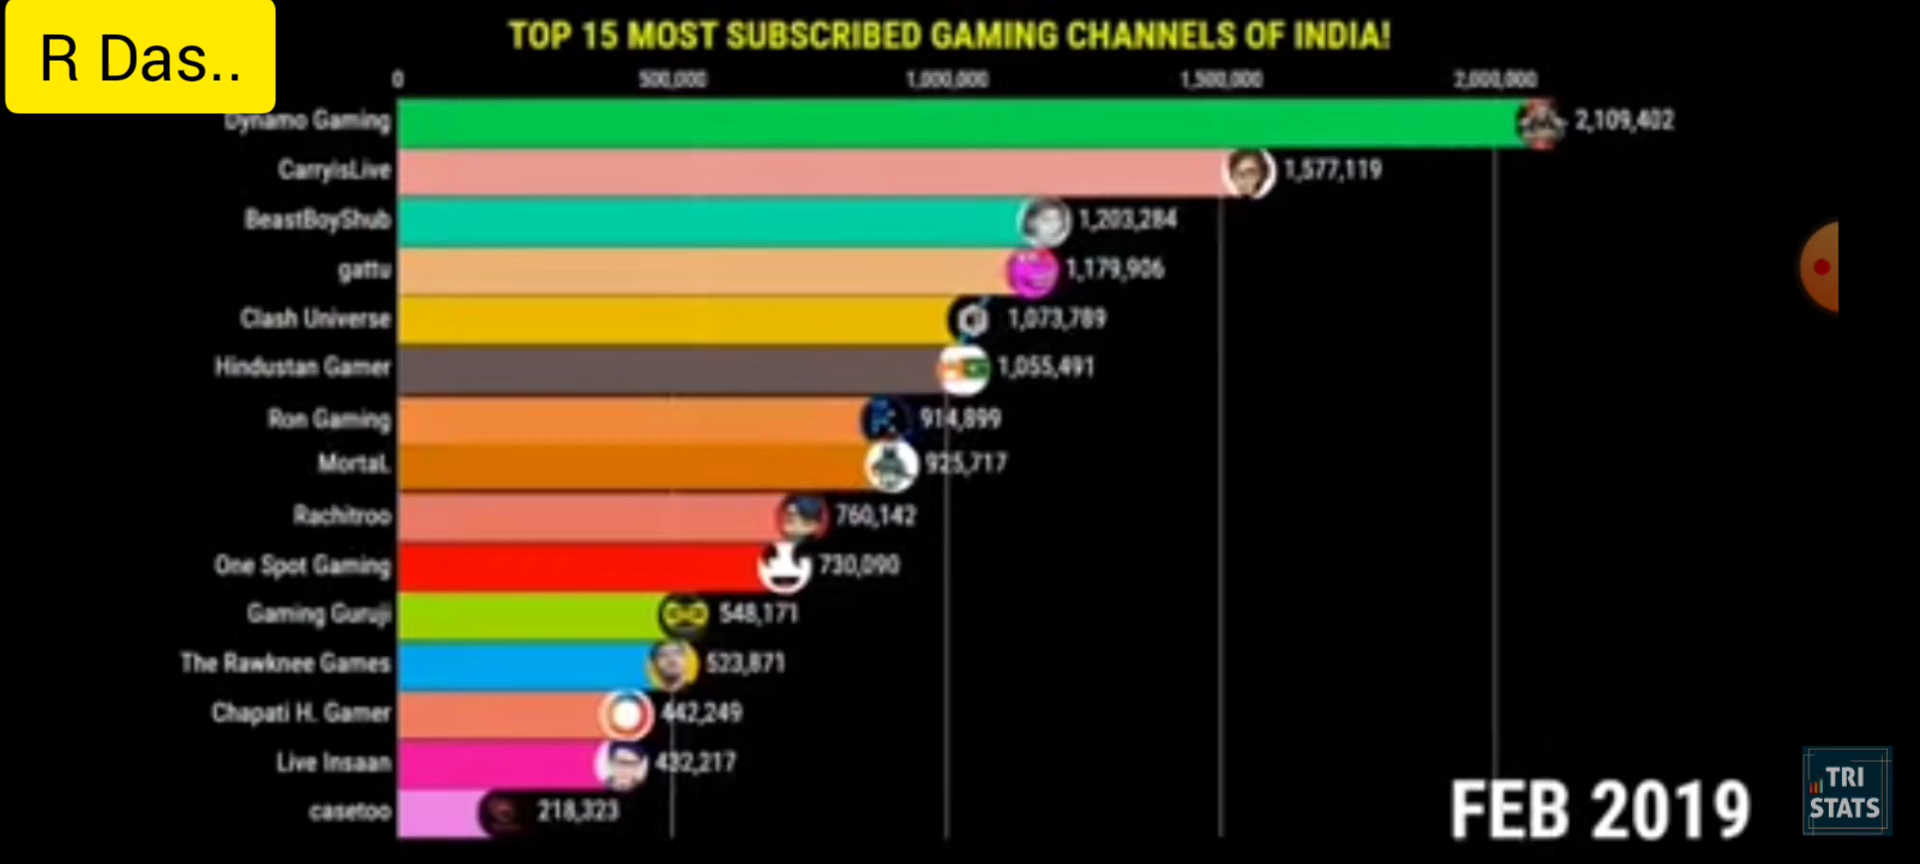 R Das..
TOP 15 MOST SUBSCRIBED GAMING CHANNELS OF INDIA!
0 500,000 1,000,000 1,500,000 2,000,000
Dynamo Gaming 2,109,402
CarryisLive 1,577,119
BeastBoyShub 1,203,284
gattu 1,179,906
Clash Universe 1,073,789
Hindustan Gamer 1,055,491
Ron Gaming 914,899
MortaL 925,717
Rachitroo 760,142
One Spot Gaming 730,090
Gaming Guruji 548,171
The Rawknee Games 523,871
Chapati H. Gamer 442,249
Live Insaan 432,217
casetoo 218,323
FEB 2019
TRI
STATS